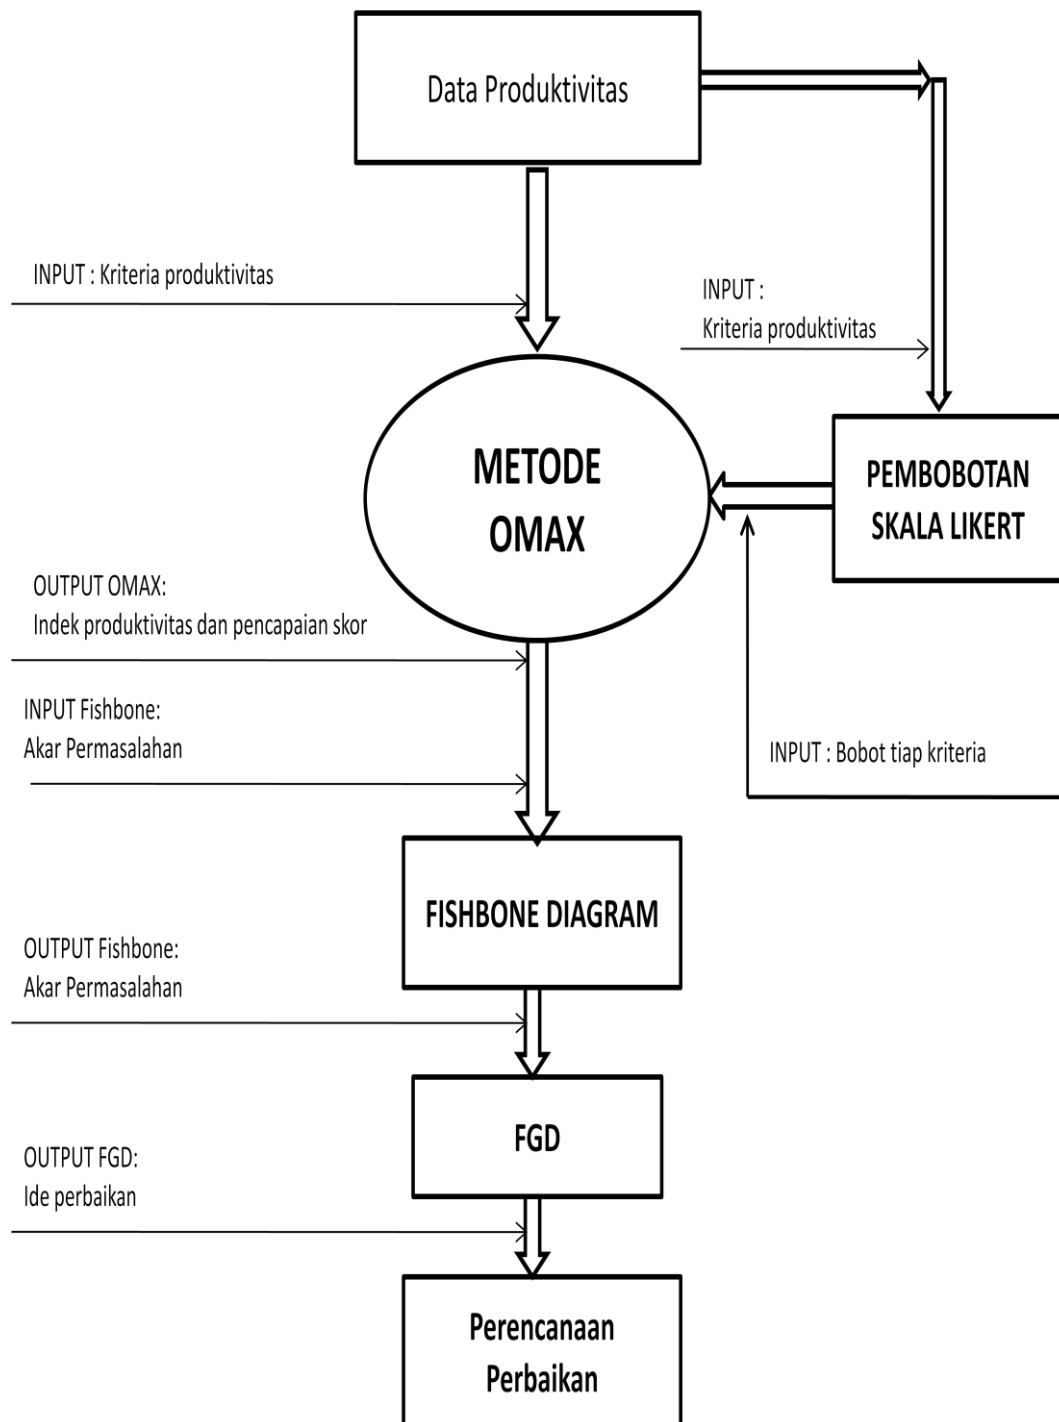 Data Produktivitas
INPUT : Kriteria produktivitas
INPUT :
Kriteria produktivitas
METODE
OMAX
PEMBOBOTAN
SKALA LIKERT
OUTPUT OMAX:
Indek produktivitas dan pencapaian skor
INPUT Fishbone:
Akar Permasalahan
INPUT : Bobot tiap kriteria
FISHBONE DIAGRAM
OUTPUT Fishbone:
Akar Permasalahan
FGD
OUTPUT FGD:
Ide perbaikan
Perencanaan
Perbaikan